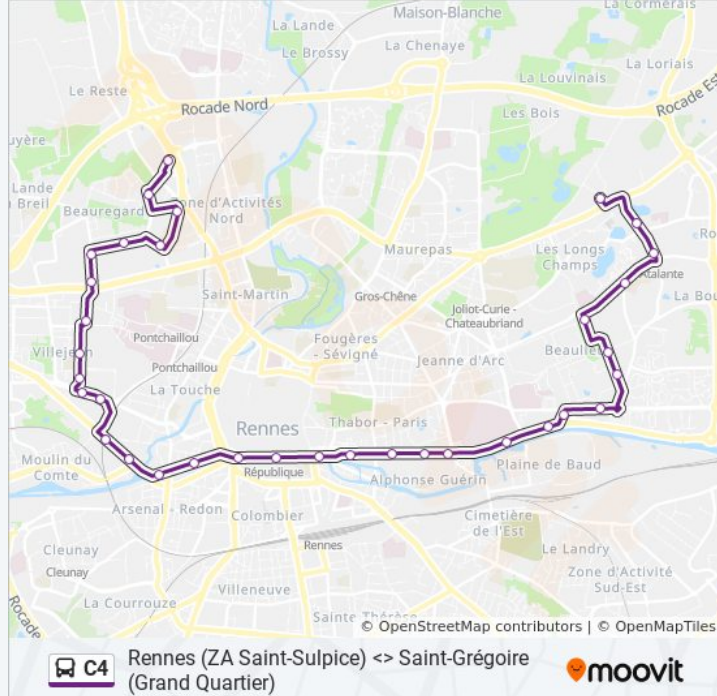 La Cormerais
Maison-Blanche
La Lande
Le Brossy
La Chenaye
La Loriais
La Louvinais
Le Reste
Rocade Nord
Rocade Es
Les Bois
uyère
Lande
Breil
Beauregard
one d'Activités
Nord
Maurepas
Les Longs
Champs
Ro
Atalante
Saint-Martin
Gros-Chêne
La Bou
Joliot-Curie -
Chateaubriand
Pontchaillou
Fougères
- Sévigné
Villejean
Beaulieu
Jeanne d'Arc
Pontchaillou
La Touche
Thabor - Paris
Rennes
Moulin du
Comte
République
Plaine de Baud
Alphonse Guérin
Arsenal - Redon
Colombier
Cimetière
de l'Est
Rennes
Cleunay
Le Landry
Cleunay
Zone d'Activité
Sud-Est
Villeneuve
La Courrouze
Rocade
Sainte Thérèse
© OpenStreetMap contributors | © OpenMapTiles
C4
Rennes (ZA Saint-Sulpice) <> Saint-Grégoire
(Grand Quartier)
moovit